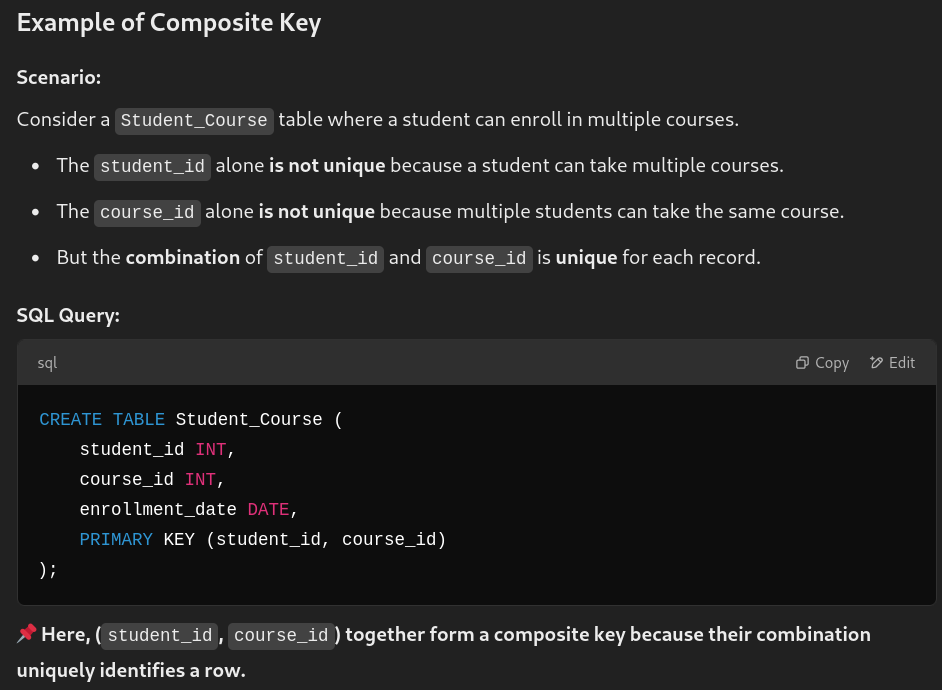 Example of Composite Key
Scenario:
Consider a Student_Course table where a student can enroll in multiple courses.
• The student_id alone is not unique because a student can take multiple courses.
• The course_id alone is not unique because multiple students can take the same course.
• But the combination of student_id and course_id is unique for each record.
SQL Query:
sql Copy Edit
CREATE TABLE Student_Course (
    student_id INT,
    course_id INT,
    enrollment_date DATE,
    PRIMARY KEY (student_id, course_id)
);
📌 Here, (student_id, course_id) together form a composite key because their combination
uniquely identifies a row.